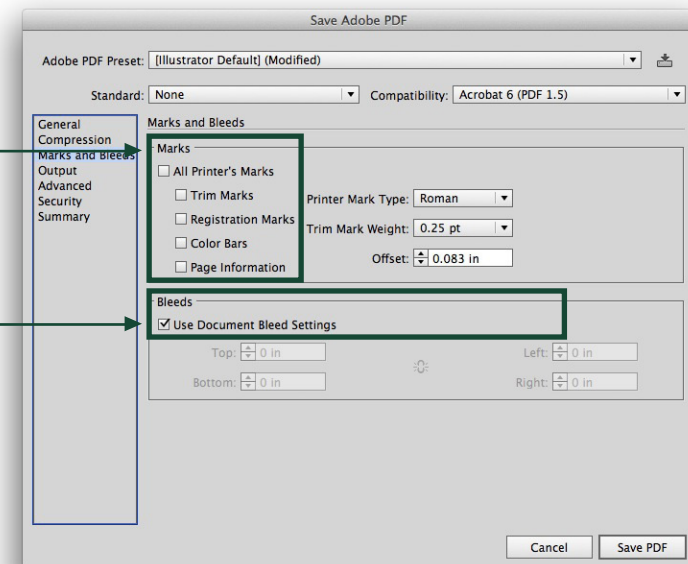 Save Adobe PDF
Adobe PDF Preset: [Illustrator Default] (Modified)
Standard: None Compatibility: Acrobat 6 (PDF 1.5)
General
Compression
Marks and Bleeds
Output
Advanced
Security
Summary
Marks and Bleeds
Marks
All Printer's Marks
Trim Marks
Registration Marks
Color Bars
Page Information
Printer Mark Type: Roman
Trim Mark Weight: 0.25 pt
Offset: 0.083 in
Bleeds
Use Document Bleed Settings
Top: 0 in Left: 0 in
Bottom: 0 in Right: 0 in
Cancel Save PDF